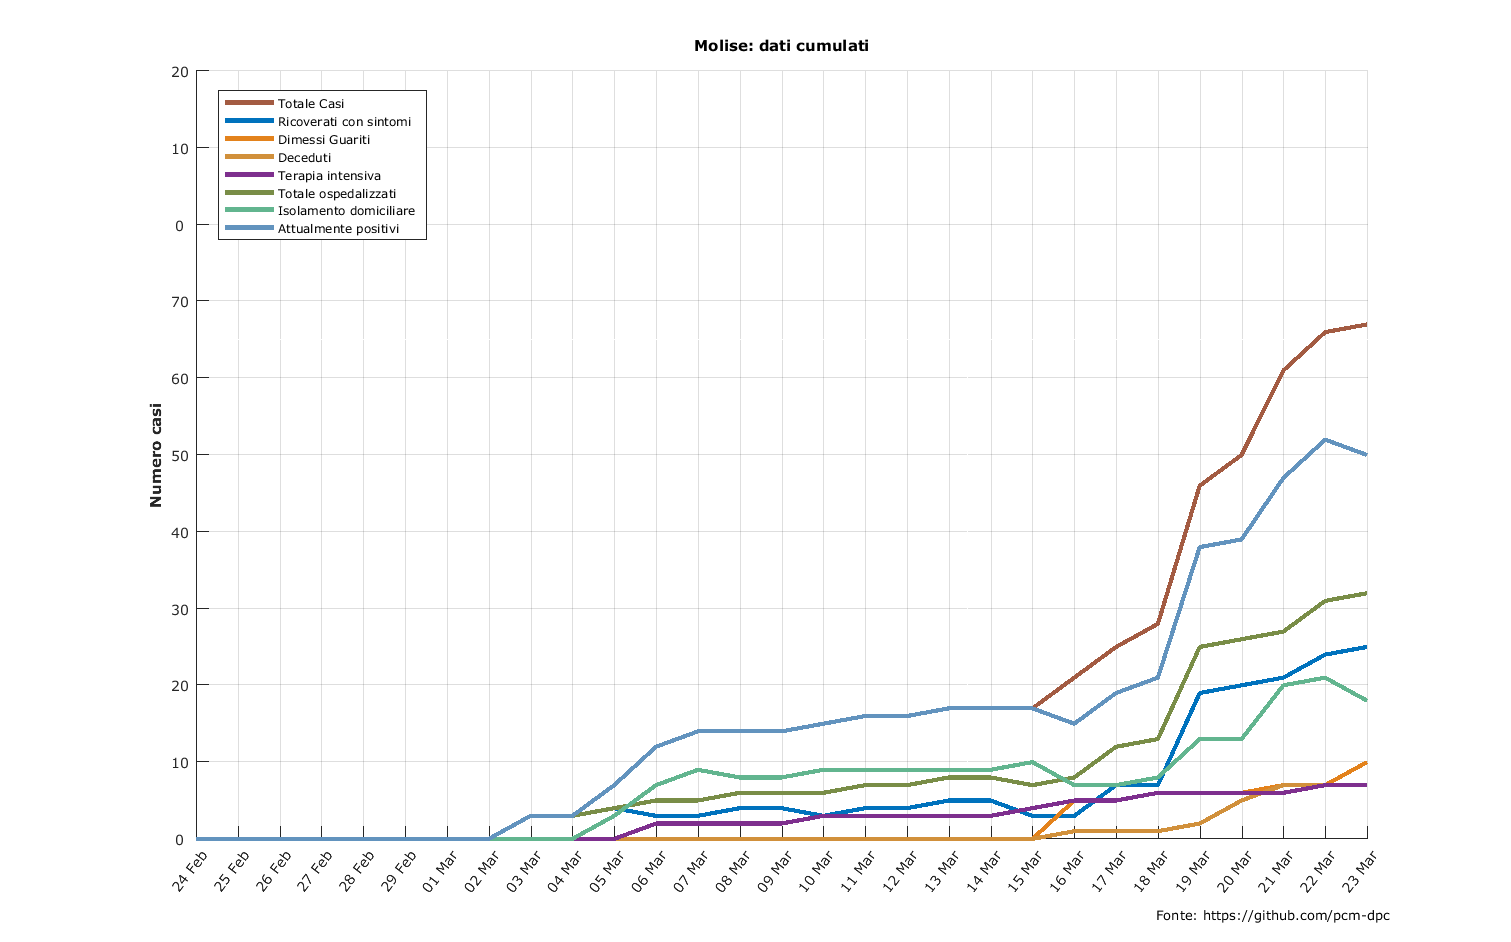 Molise: dati cumulati
20
10
0
70
60
50
40
30
20
10
0
Numero casi
Totale Casi
Ricoverati con sintomi
Dimessi Guariti
Deceduti
Terapia intensiva
Totale ospedalizzati
Isolamento domiciliare
Attualmente positivi
24 Feb
25 Feb
26 Feb
27 Feb
28 Feb
29 Feb
01 Mar
02 Mar
03 Mar
04 Mar
05 Mar
06 Mar
07 Mar
08 Mar
09 Mar
10 Mar
11 Mar
12 Mar
13 Mar
14 Mar
15 Mar
16 Mar
17 Mar
18 Mar
19 Mar
20 Mar
21 Mar
22 Mar
23 Mar
Fonte: https://github.com/pcm-dpc